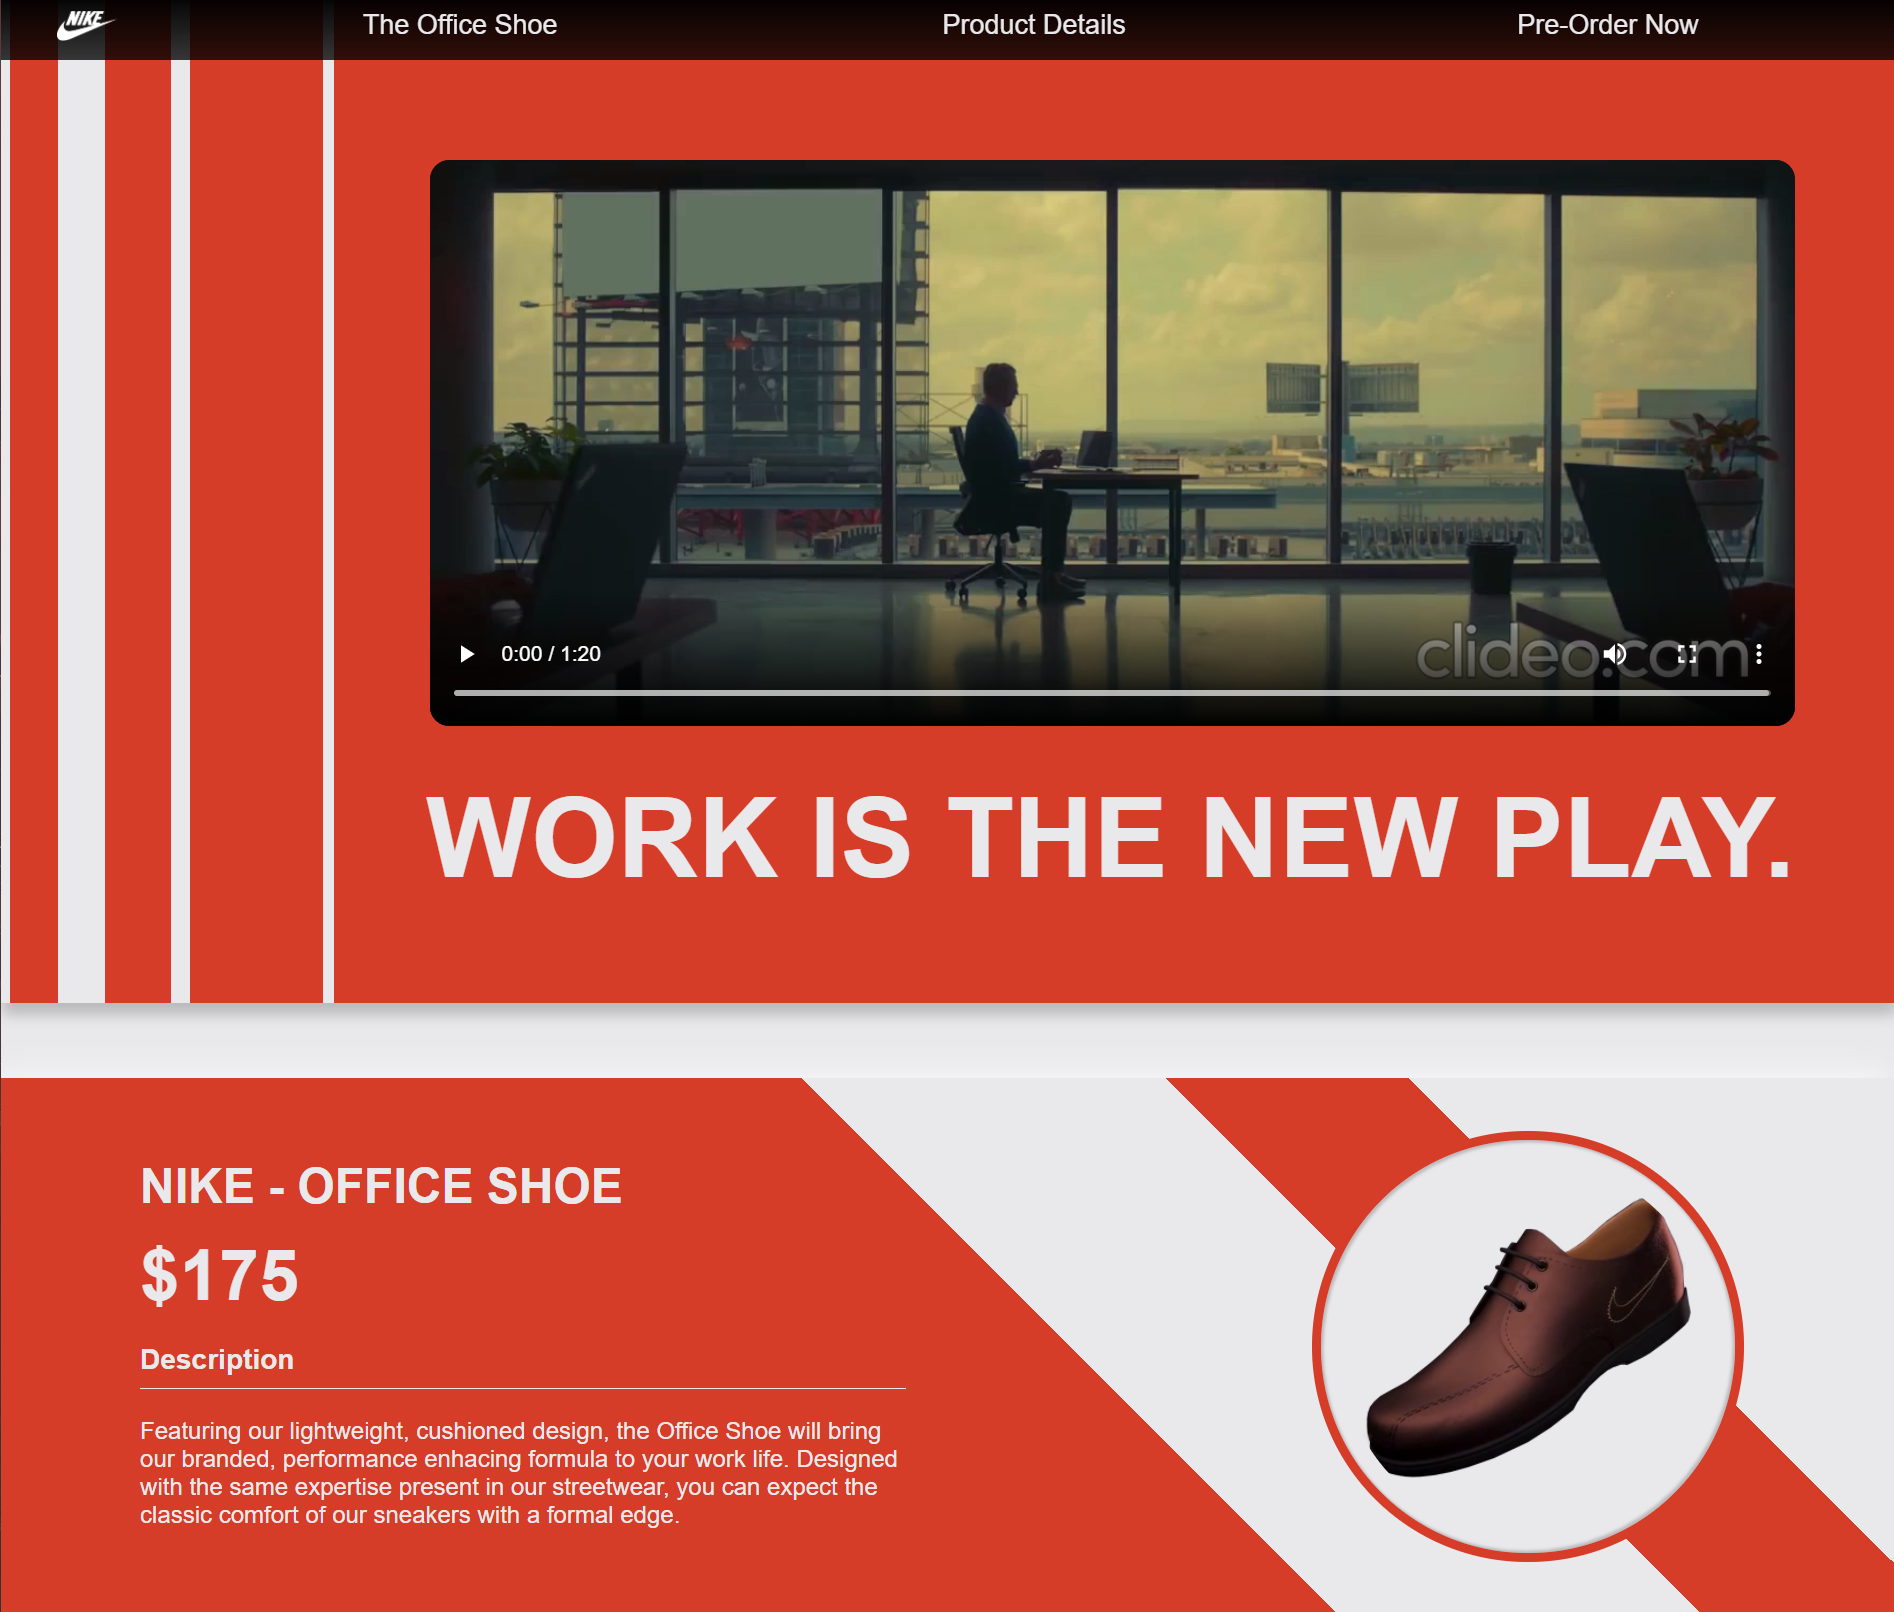 NIKE
The Office Shoe
Product Details
Pre-Order Now
0:00 / 1:20
clideo.com
WORK IS THE NEW PLAY.
NIKE - OFFICE SHOE
$175
Description
Featuring our lightweight, cushioned design, the Office Shoe will bring
our branded, performance enhacing formula to your work life. Designed
with the same expertise present in our streetwear, you can expect the
classic comfort of our sneakers with a formal edge.